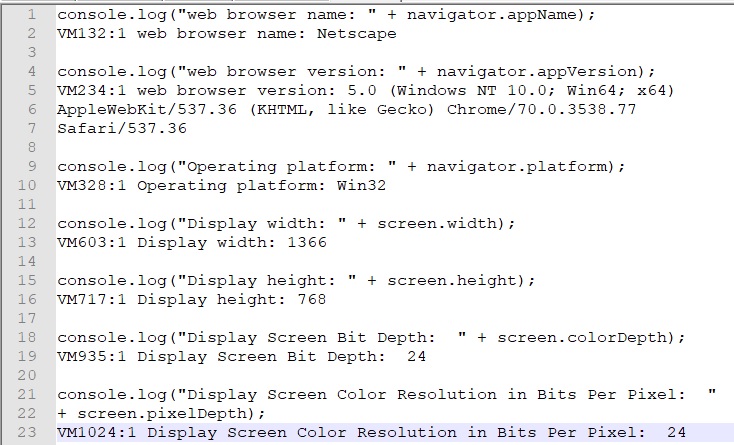 1 console.log("web browser name: " + navigator.appName);
2 VM132:1 web browser name: Netscape
3
4 console.log("web browser version: " + navigator.appVersion);
5 VM234:1 web browser version: 5.0 (Windows NT 10.0; Win64; x64)
6 AppleWebKit/537.36 (KHTML, like Gecko) Chrome/70.0.3538.77
7 Safari/537.36
8
9 console.log("Operating platform: " + navigator.platform);
10 VM328:1 Operating platform: Win32
11
12 console.log("Display width: " + screen.width);
13 VM603:1 Display width: 1366
14
15 console.log("Display height: " + screen.height);
16 VM717:1 Display height: 768
17
18 console.log("Display Screen Bit Depth:  " + screen.colorDepth);
19 VM935:1 Display Screen Bit Depth:  24
20
21 console.log("Display Screen Color Resolution in Bits Per Pixel:  "
22 + screen.pixelDepth);
23 VM1024:1 Display Screen Color Resolution in Bits Per Pixel:  24